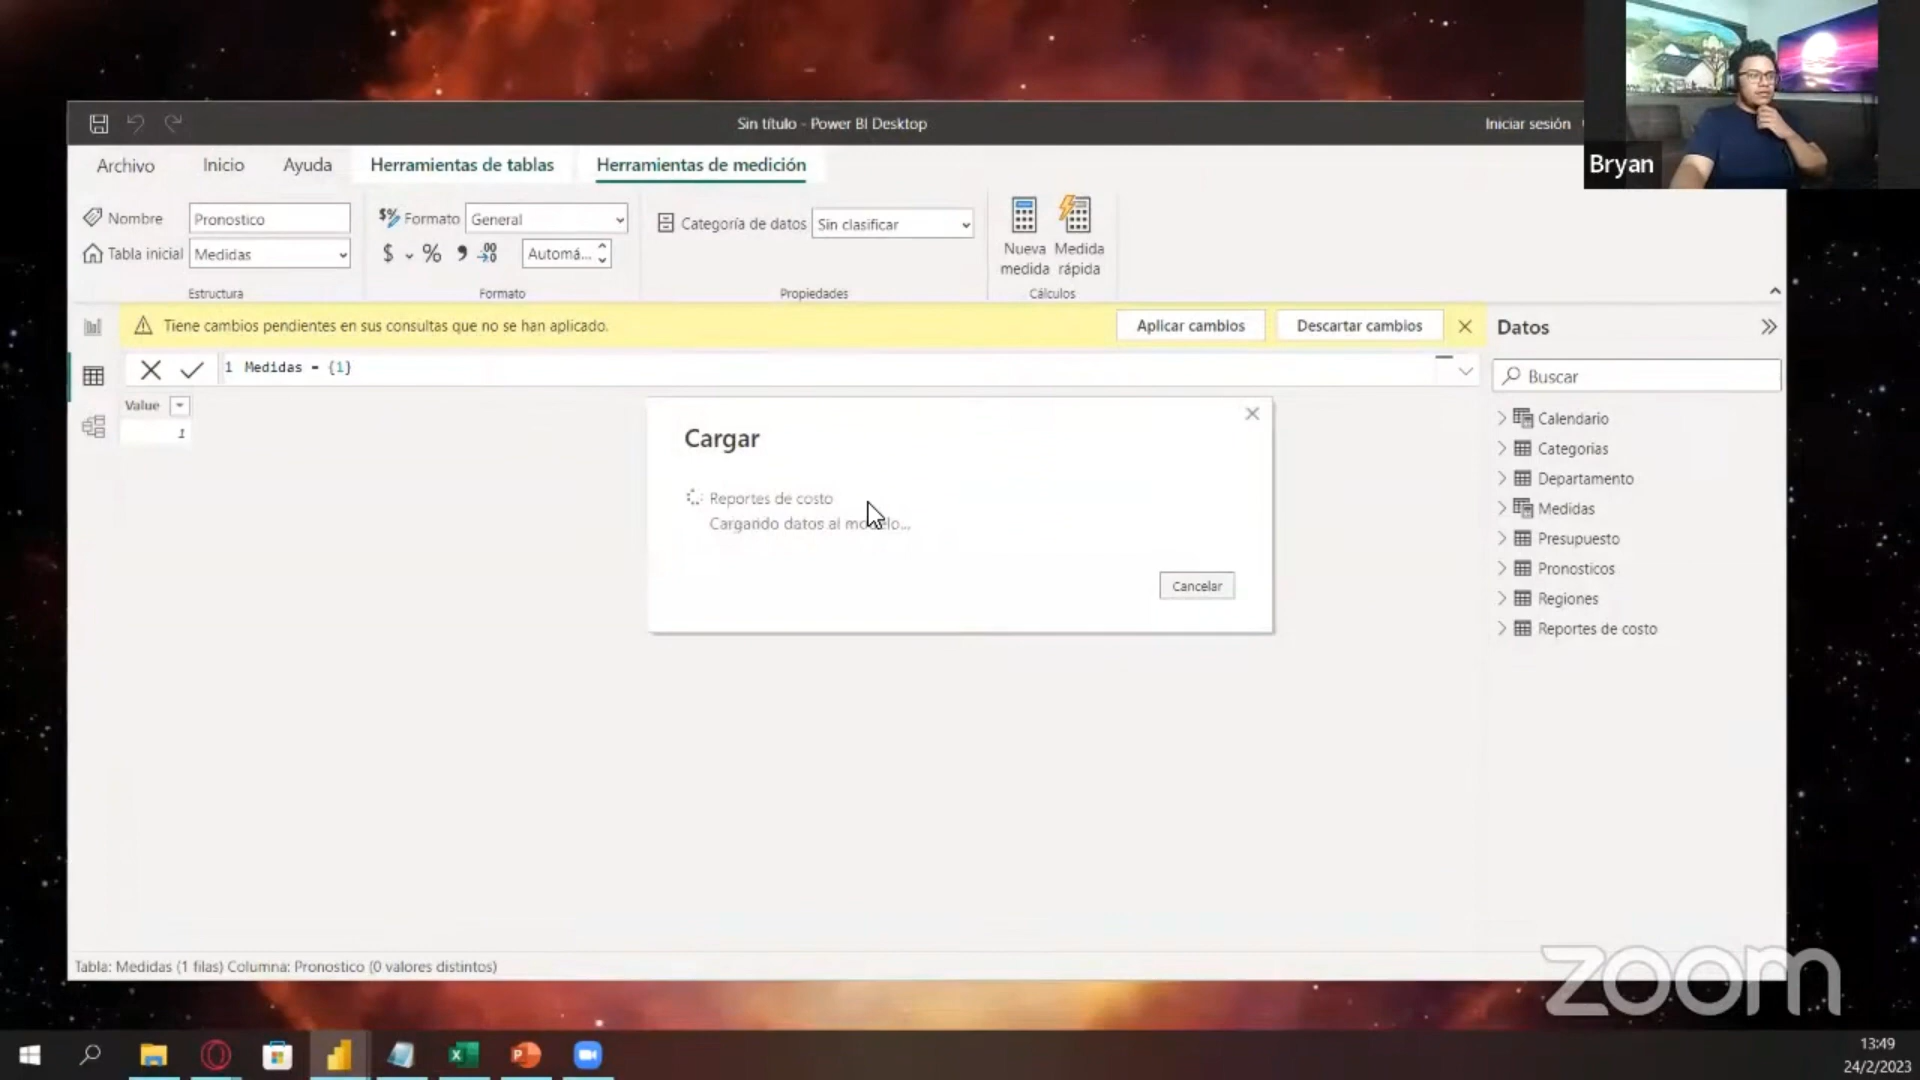 Bryan
Sin título - Power BI Desktop
Iniciar sesión
Archivo
Inicio
Ayuda
Herramientas de tablas
Herramientas de medición
Nombre
Pronostico
Formato
General
Categoría de datos
Sin clasificar
Tabla inicial
Medidas
$
%
Automá...
Nueva medida
Medida rápida
Estructura
Formato
Propiedades
Cálculos
Tiene cambios pendientes en sus consultas que no se han aplicado.
Aplicar cambios
Descartar cambios
Datos
1 Medidas = {1}
Buscar
Value
1
Cargar
Reportes de costo
Cargando datos al modelo...
Cancelar
Calendario
Categorias
Departamento
Medidas
Presupuesto
Pronosticos
Regiones
Reportes de costo
Tabla: Medidas (1 filas) Columna: Pronostico (0 valores distintos)
zoom
13:49
24/2/2023